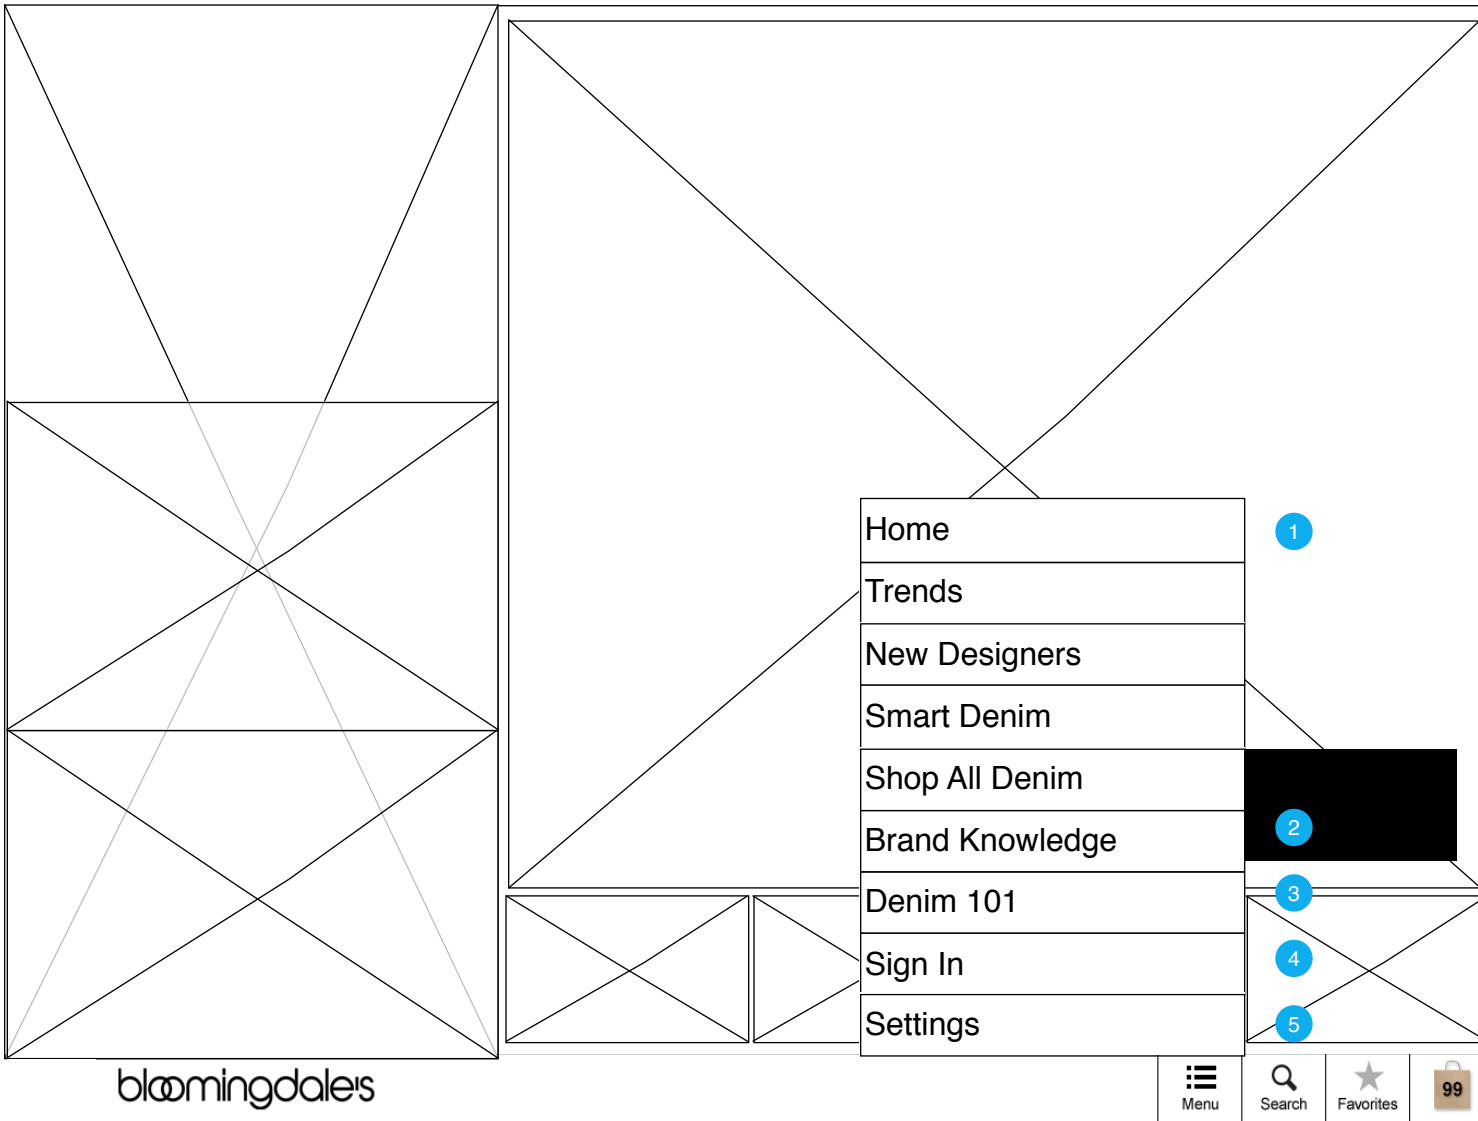 Home
1
Trends
New Designers
Smart Denim
Shop All Denim
2
Brand Knowledge
Denim 101
3
Sign In
4
Settings
5
bloomingdale's
Menu
Search
Favorites
99